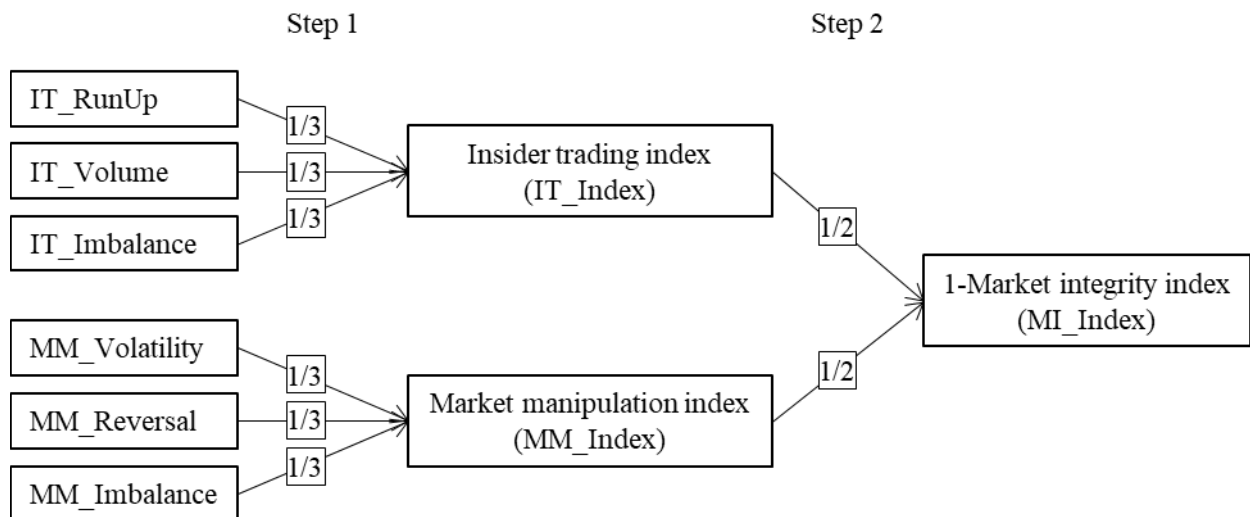 Step 1
Step 2
IT_RunUp
1/3
IT_Volume
1/3
IT_Imbalance
1/3
Insider trading index
(IT_Index)
1/2
MM_Volatility
1/3
MM_Reversal
1/3
MM_Imbalance
1/3
Market manipulation index
(MM_Index)
1/2
1-Market integrity index
(MI_Index)